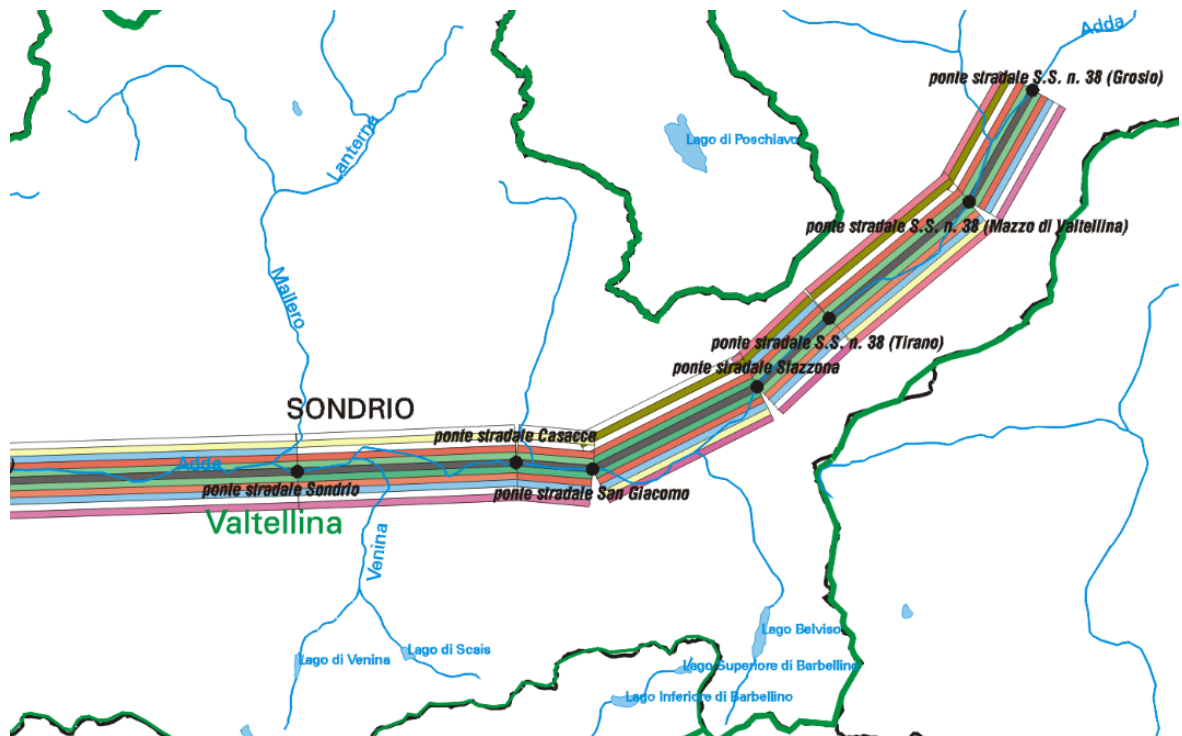 Adda
ponte stradale S.S. n. 38 (Grosio)
Lago di Poschiavo
Lanterna
ponte stradale S.S. n. 38 (Mazzo di Valtellina)
Mallero
ponte stradale S.S. n. 38 (Tirano)
ponte stradale Stazzona
SONDRIO
ponte stradale Casacce
Adda
ponte stradale Sondrio
ponte stradale San Giacomo
Valtellina
Venina
Lago Belviso
Lago di Scais
Lago di Venina
Lago Superiore di Barbellino
Lago Inferiore di Barbellino